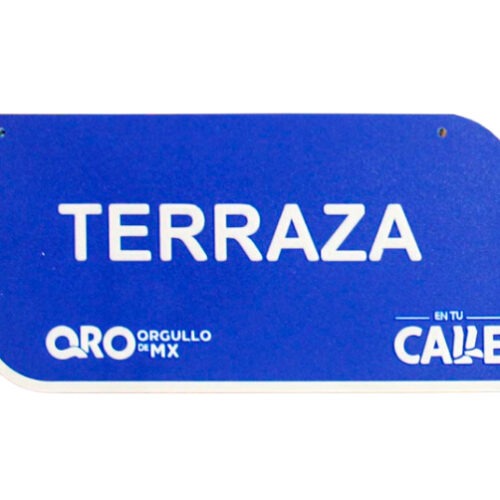 TERRAZA
QRO ORGULLO
DE MX
EN TU
CALLE